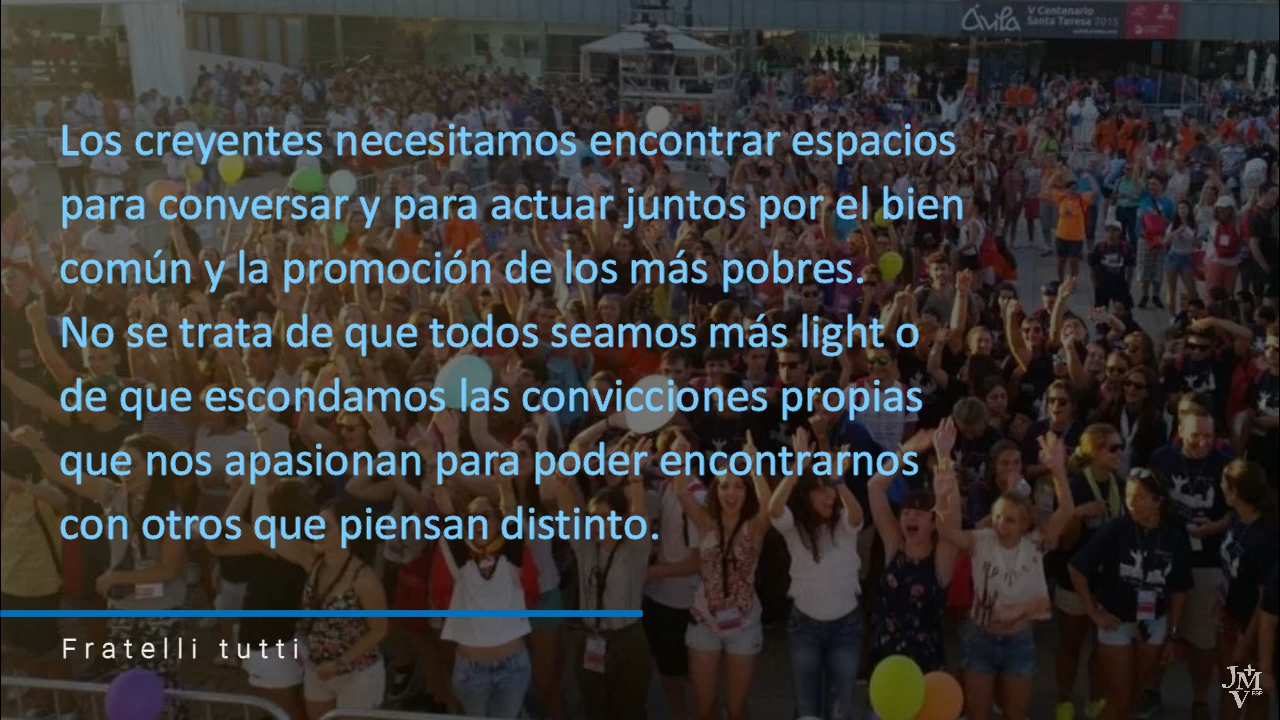 Ávila
V Centenario
Santa Teresa 2015
Los creyentes necesitamos encontrar espacios
para conversar y para actuar juntos por el bien
común y la promoción de los más pobres.
No se trata de que todos seamos más light o
de que escondamos las convicciones propias
que nos apasionan para poder encontrarnos
con otros que piensan distinto.
Fratelli tutti
JMV
ESP